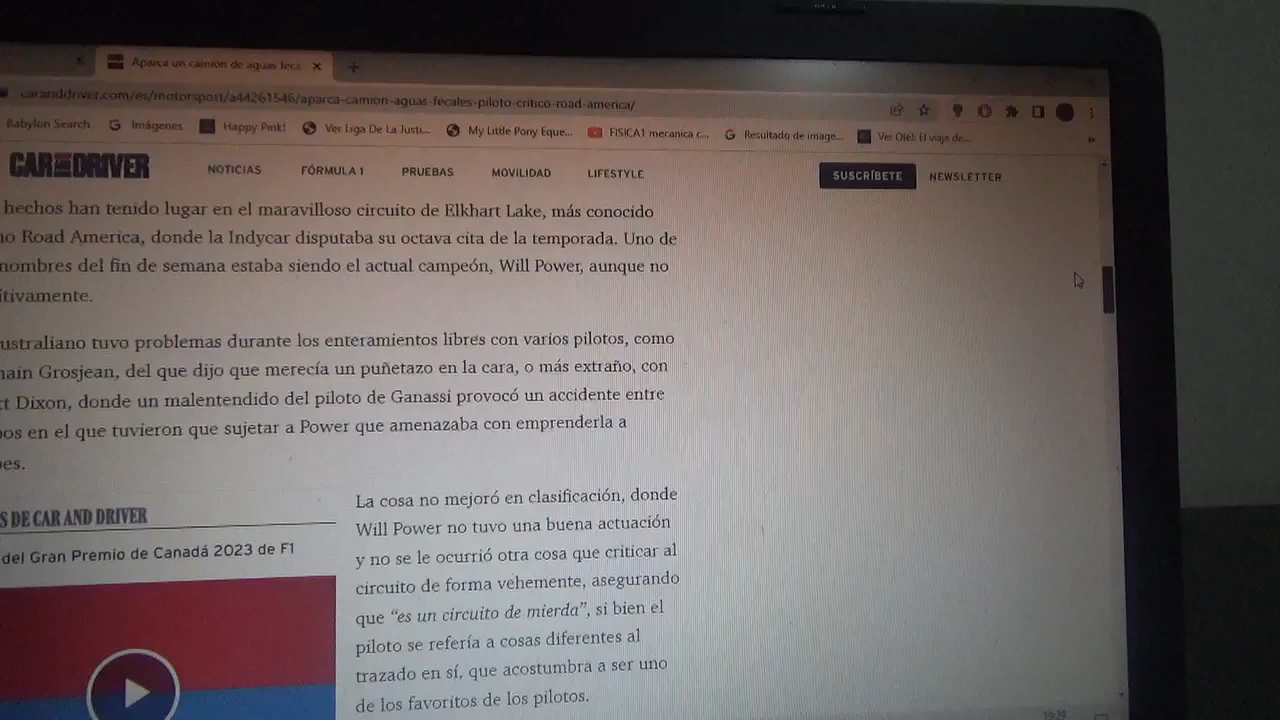 Aparca un camión de aguas feca
caranddriver.com/es/motorsport/a44261546/aparca-camion-aguas-fecales-piloto-critico-road-america/
Babylon Search
Imágenes
Happy Pink!
Ver Liga De La Justi...
My Little Pony Eque...
FISICA1 mecanica c...
Resultado de image...
Ver Olé!: El viaje de...
»
CAR AND DRIVER
NOTICIAS
FÓRMULA 1
PRUEBAS
MOVILIDAD
LIFESTYLE
SUSCRÍBETE
NEWSLETTER
hechos han tenido lugar en el maravilloso circuito de Elkhart Lake, más conocido
no Road America, donde la Indycar disputaba su octava cita de la temporada. Uno de
nombres del fin de semana estaba siendo el actual campeón, Will Power, aunque no
itivamente.
ustraliano tuvo problemas durante los enteramientos libres con varios pilotos, como
main Grosjean, del que dijo que merecía un puñetazo en la cara, o más extraño, con
tt Dixon, donde un malentendido del piloto de Ganassi provocó un accidente entre
bos en el que tuvieron que sujetar a Power que amenazaba con emprenderla a
pes.
S DE CAR AND DRIVER
del Gran Premio de Canadá 2023 de F1
La cosa no mejoró en clasificación, donde
Will Power no tuvo una buena actuación
y no se le ocurrió otra cosa que criticar al
circuito de forma vehemente, asegurando
que “es un circuito de mierda”, si bien el
piloto se refería a cosas diferentes al
trazado en sí, que acostumbra a ser uno
de los favoritos de los pilotos.